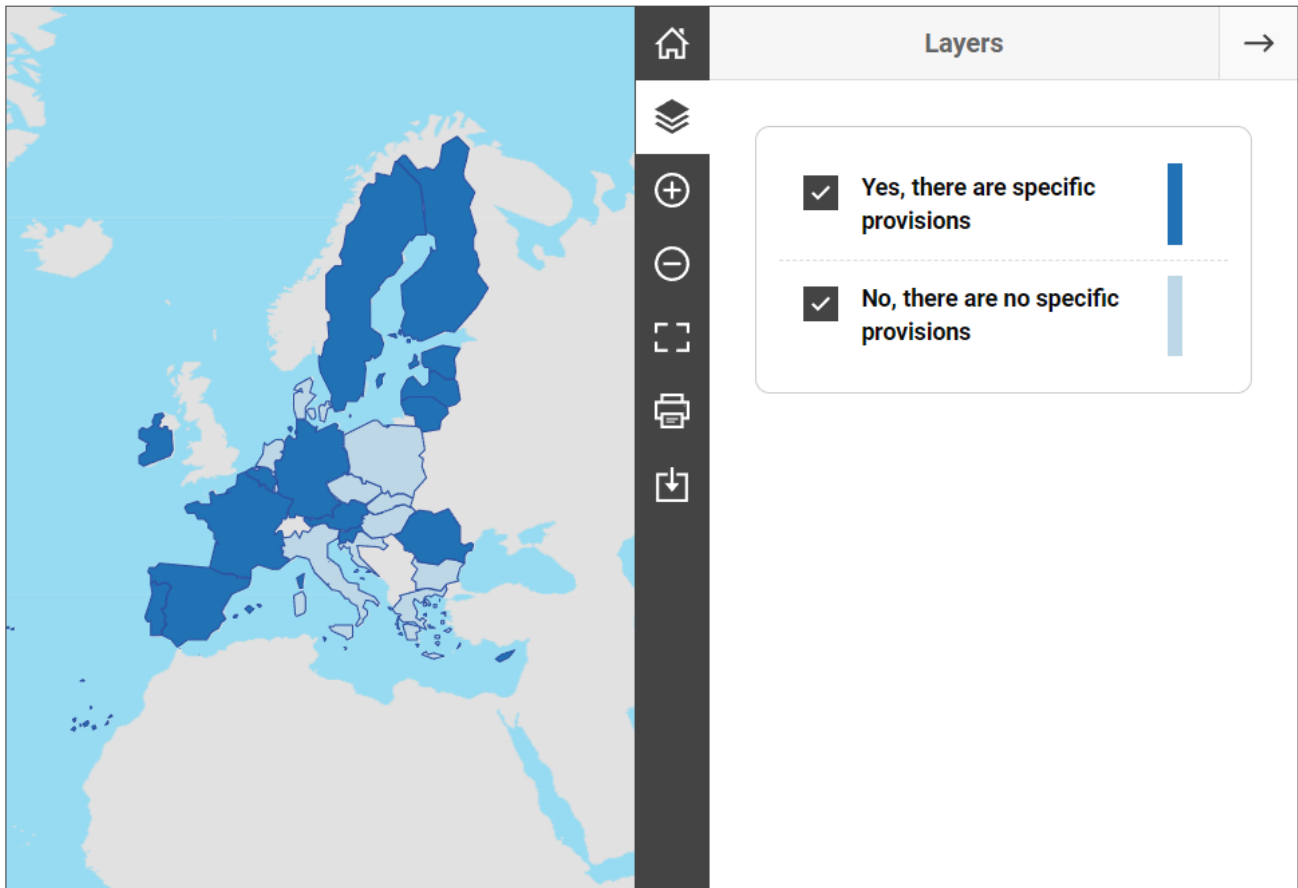 Layers
Yes, there are specific
provisions
No, there are no specific
provisions